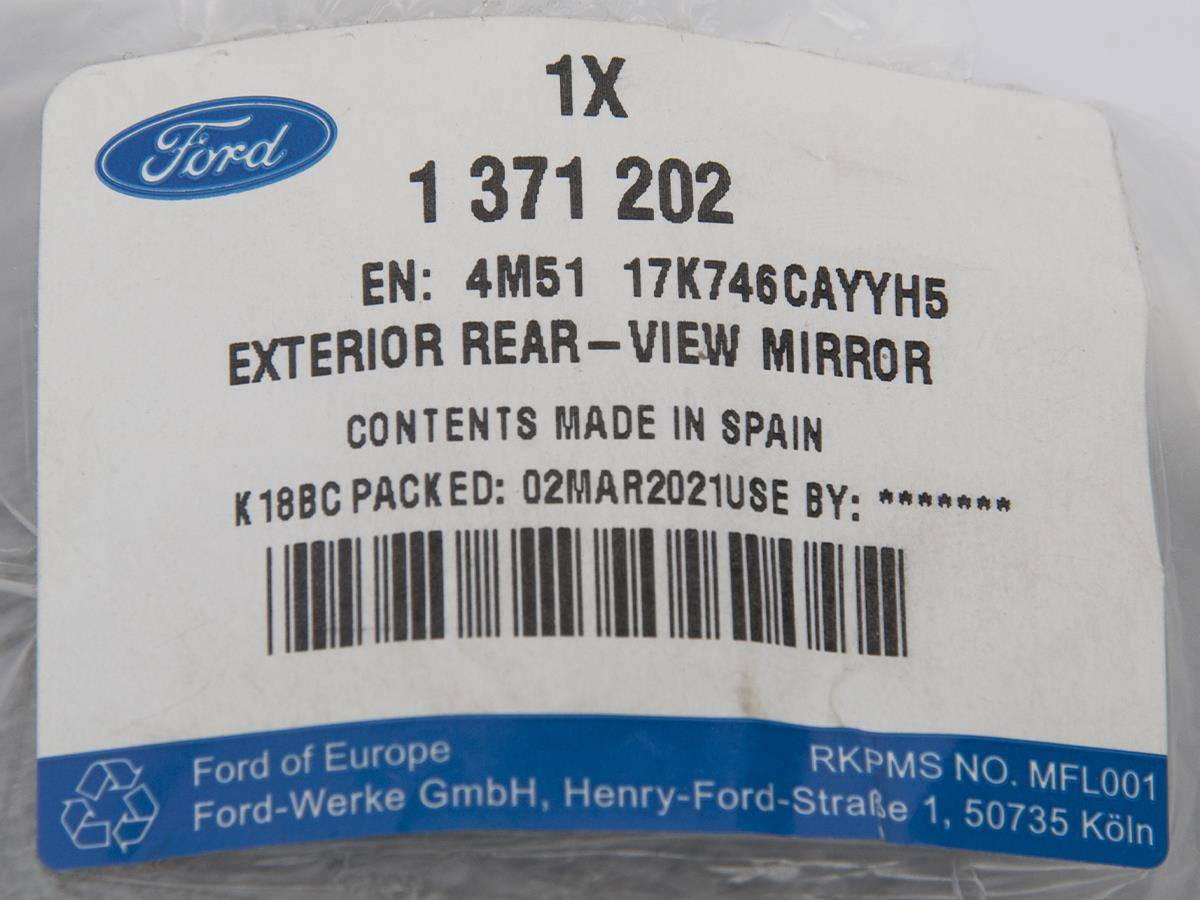 Ford
1X
1 371 202
EN: 4M51 17K746CAYYH5
EXTERIOR REAR-VIEW MIRROR
CONTENTS MADE IN SPAIN
K18BC PACKED: 02MAR2021USE BY: *******
Ford of Europe
RKPMS NO. MFL001
Ford-Werke GmbH, Henry-Ford-Straße 1, 50735 Köln